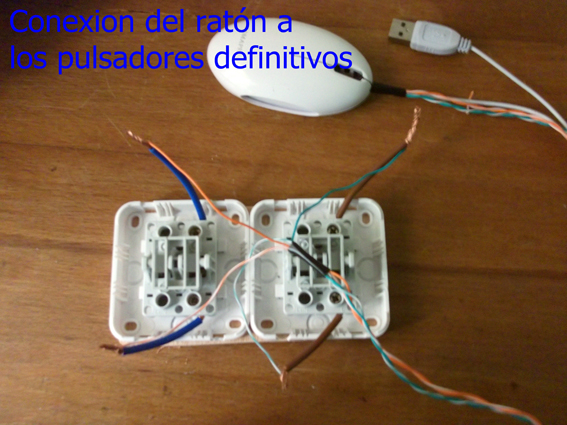 Conexion del ratón a
los pulsadores definitivos